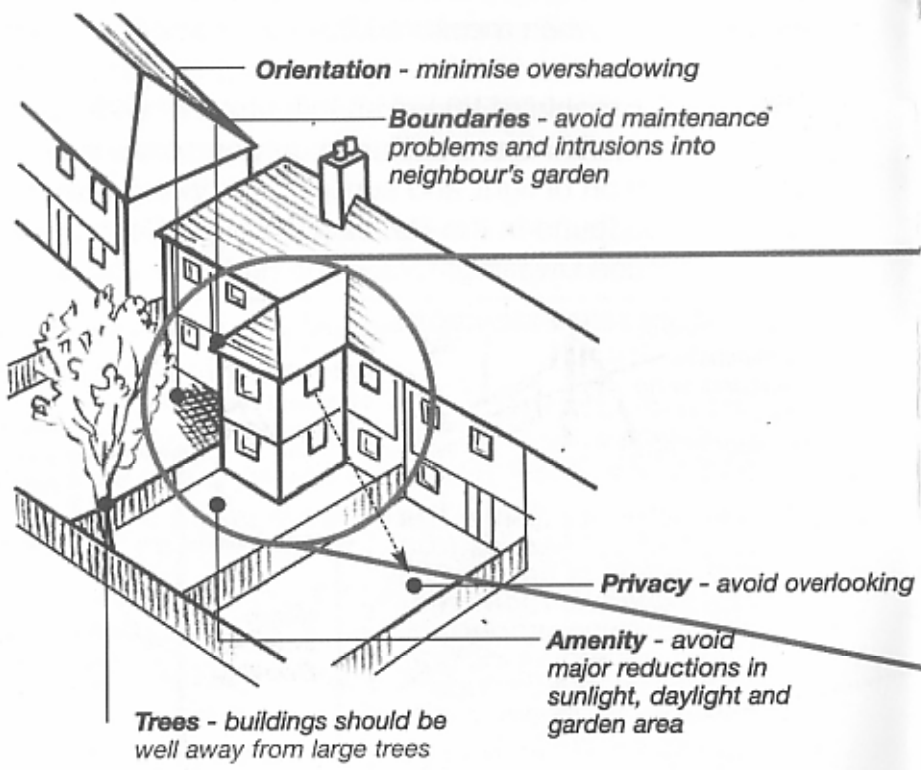 Orientation - minimise overshadowing
Boundaries - avoid maintenance
problems and intrusions into
neighbour's garden
Privacy - avoid overlooking
Amenity - avoid
major reductions in
sunlight, daylight and
garden area
Trees - buildings should be
well away from large trees